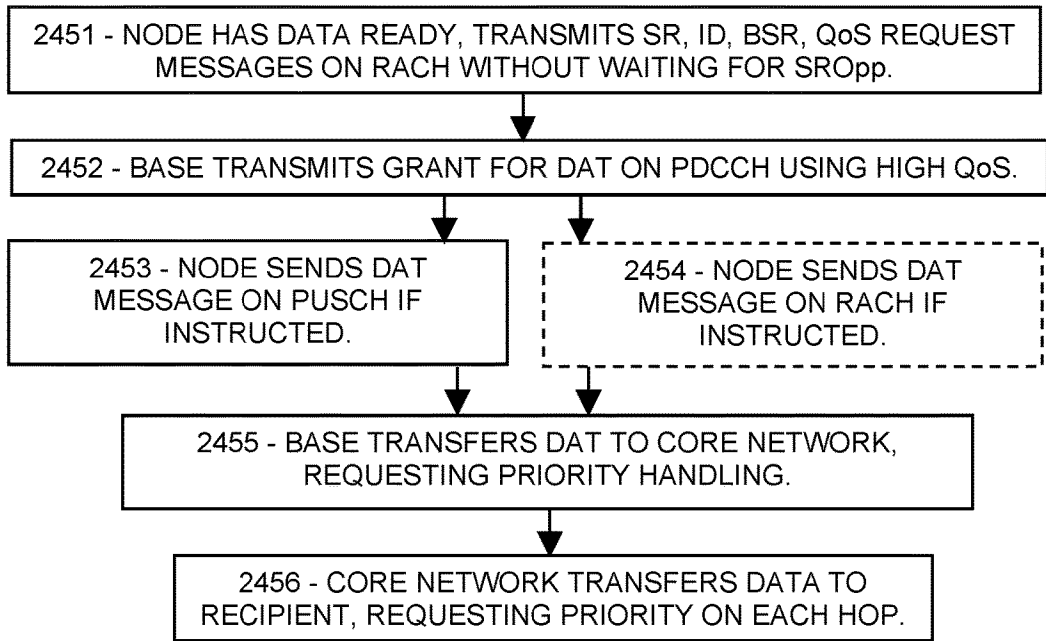 2451 - NODE HAS DATA READY, TRANSMITS SR, ID, BSR, QoS REQUEST
MESSAGES ON RACH WITHOUT WAITING FOR SROpp.
2452 - BASE TRANSMITS GRANT FOR DAT ON PDCCH USING HIGH QoS.
2453 - NODE SENDS DAT
MESSAGE ON PUSCH IF
INSTRUCTED.
2454 - NODE SENDS DAT
MESSAGE ON RACH IF
INSTRUCTED.
2455 - BASE TRANSFERS DAT TO CORE NETWORK,
REQUESTING PRIORITY HANDLING.
2456 - CORE NETWORK TRANSFERS DATA TO
RECIPIENT, REQUESTING PRIORITY ON EACH HOP.